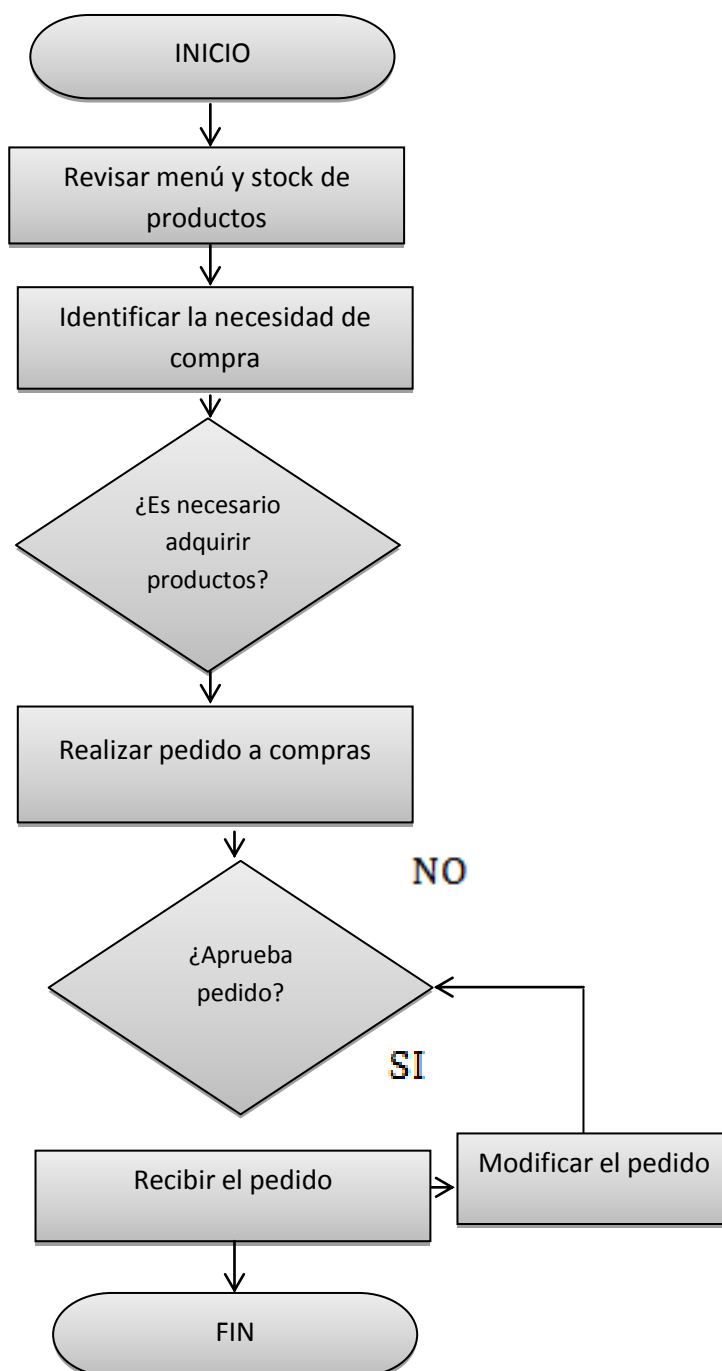 INICIO
Revisar menú y stock de
productos
Identificar la necesidad de
compra
¿Es necesario
adquirir
productos?
Realizar pedido a compras
NO
¿Aprueba
pedido?
SI
Recibir el pedido
Modificar el pedido
FIN